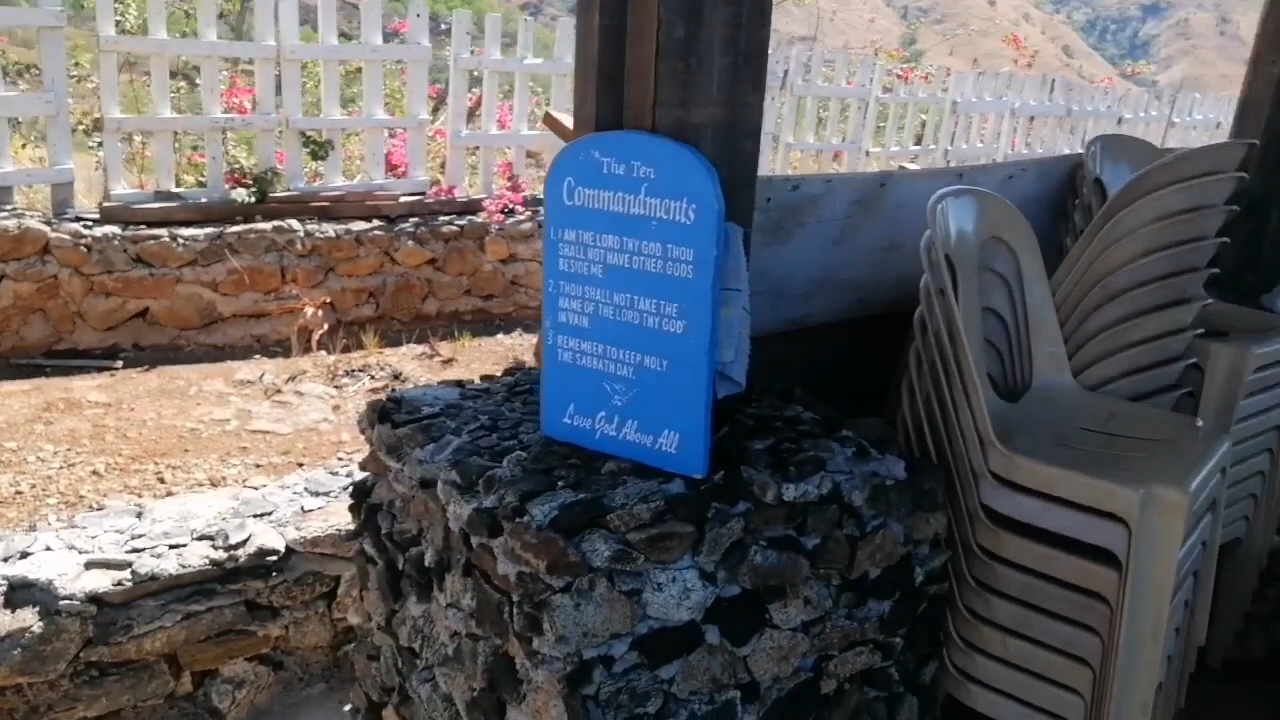 The Ten
Commandments
1. I AM THE LORD THY GOD. THOU
SHALL NOT HAVE OTHER GODS
BESIDE ME.
2. THOU SHALL NOT TAKE THE
NAME OF THE LORD THY GOD
IN VAIN.
3. REMEMBER TO KEEP HOLY
THE SABBATH DAY.
Love God Above All